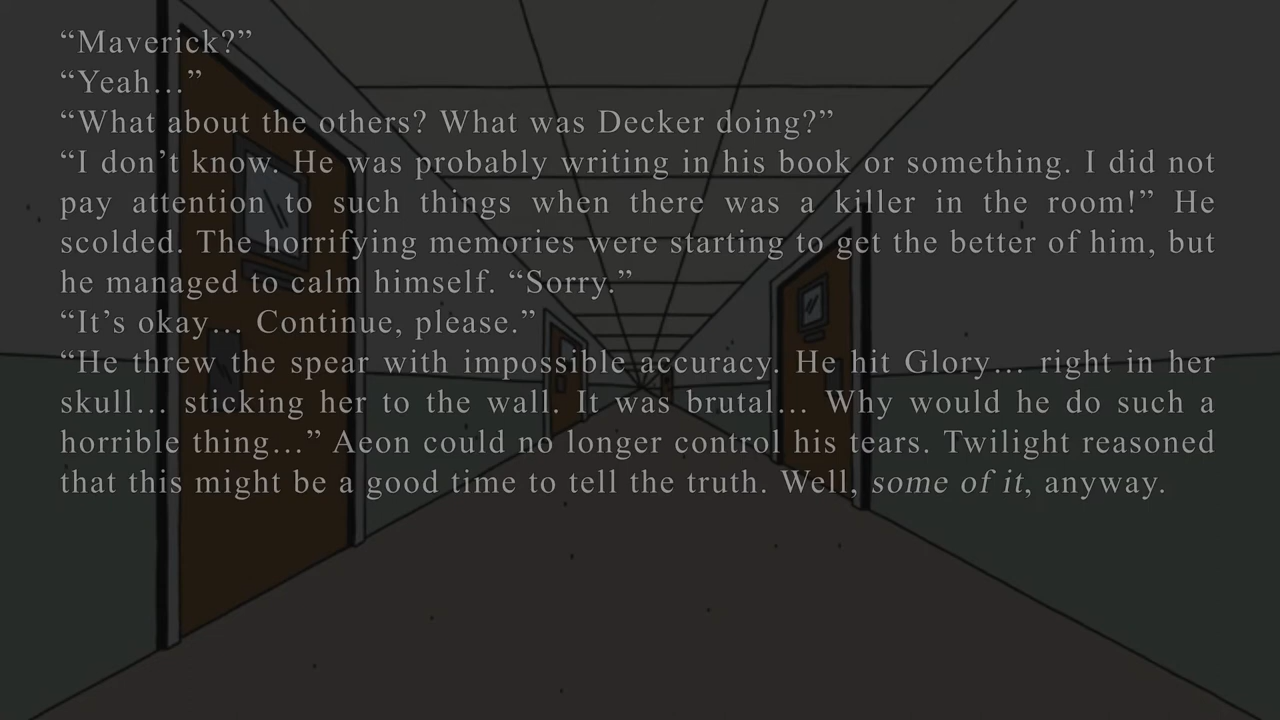 “Maverick?”
“Yeah…”
“What about the others? What was Decker doing?”
“I don’t know. He was probably writing in his book or something. I did not
pay attention to such things when there was a killer in the room!” He
scolded. The horrifying memories were starting to get the better of him, but
he managed to calm himself. “Sorry.”
“It’s okay… Continue, please.”
“He threw the spear with impossible accuracy. He hit Glory… right in her
skull… sticking her to the wall. It was brutal… Why would he do such a
horrible thing…” Aeon could no longer control his tears. Twilight reasoned
that this might be a good time to tell the truth. Well, some of it, anyway.